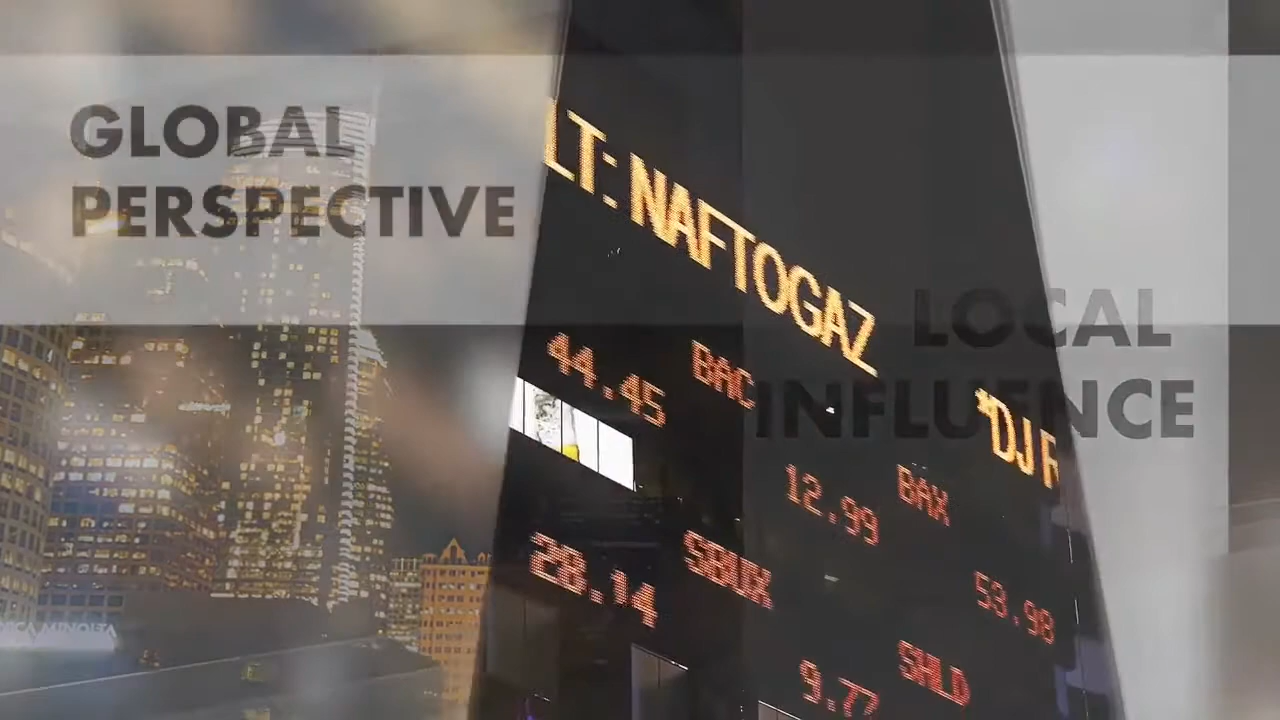 GLOBAL
PERSPECTIVE
LT: NAFTOGAZ
LOCAL
INFLUENCE
44.45 BAC
*DJ
12.99 BAX
28.14 SBUX
53.98
9.77 SHLD